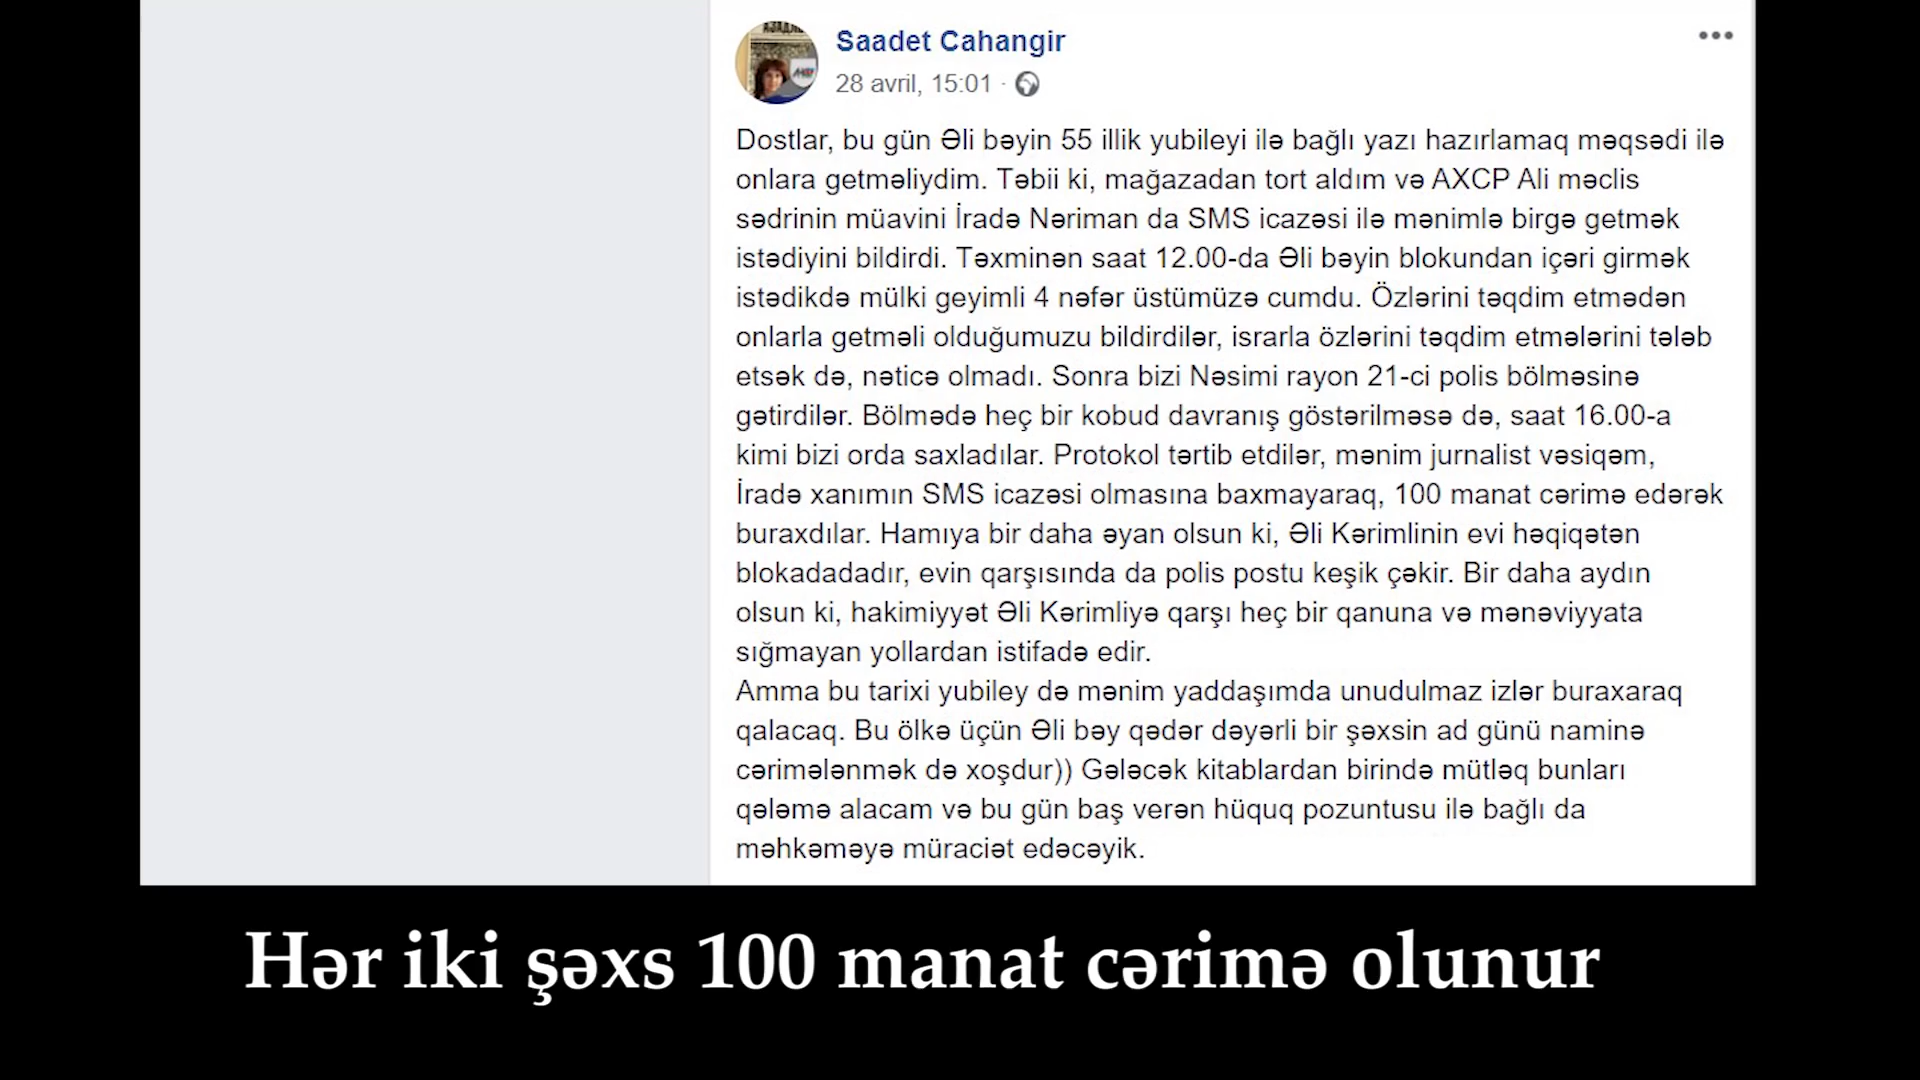 Saadet Cahangir
28 avril, 15:01
Dostlar, bu gün Əli bəyin 55 illik yubileyi ilə bağlı yazı hazırlamaq məqsədi ilə
onlara getməliydim. Təbii ki, mağazadan tort aldım və AXCP Ali məclis
sədrinin müavini İradə Nəriman da SMS icazəsi ilə mənimlə birgə getmək
istədiyini bildirdi. Təxminən saat 12.00-da Əli bəyin blokundan içəri girmək
istədikdə mülki geyimli 4 nəfər üstümüzə cumdu. Özlərini təqdim etmədən
onlarla getməli olduğumuzu bildirdilər, israrla özlərini təqdim etmələrini tələb
etsək də, nəticə olmadı. Sonra bizi Nəsimi rayon 21-ci polis bölməsinə
gətirdilər. Bölmədə heç bir kobud davranış göstərilməsə də, saat 16.00-a
kimi bizi orda saxladılar. Protokol tərtib etdilər, mənim jurnalist vəsiqəm,
İradə xanımın SMS icazəsi olmasına baxmayaraq, 100 manat cərimə edərək
buraxdılar. Hamıya bir daha əyan olsun ki, Əli Kərimlinin evi həqiqətən
blokadadadır, evin qarşısında da polis postu keşik çəkir. Bir daha aydın
olsun ki, hakimiyyət Əli Kərimliyə qarşı heç bir qanuna və mənəviyyata
sığmayan yollardan istifadə edir.
Amma bu tarixi yubiley də mənim yaddaşımda unudulmaz izlər buraxaraq
qalacaq. Bu ölkə üçün Əli bəy qədər dəyərli bir şəxsin ad günü naminə
cərimələnmək də xoşdur)) Gələcək kitablardan birində mütləq bunları
qələmə alacam və bu gün baş verən hüquq pozuntusu ilə bağlı da
məhkəməyə müraciət edəcəyik.
Hər iki şəxs 100 manat cərimə olunur